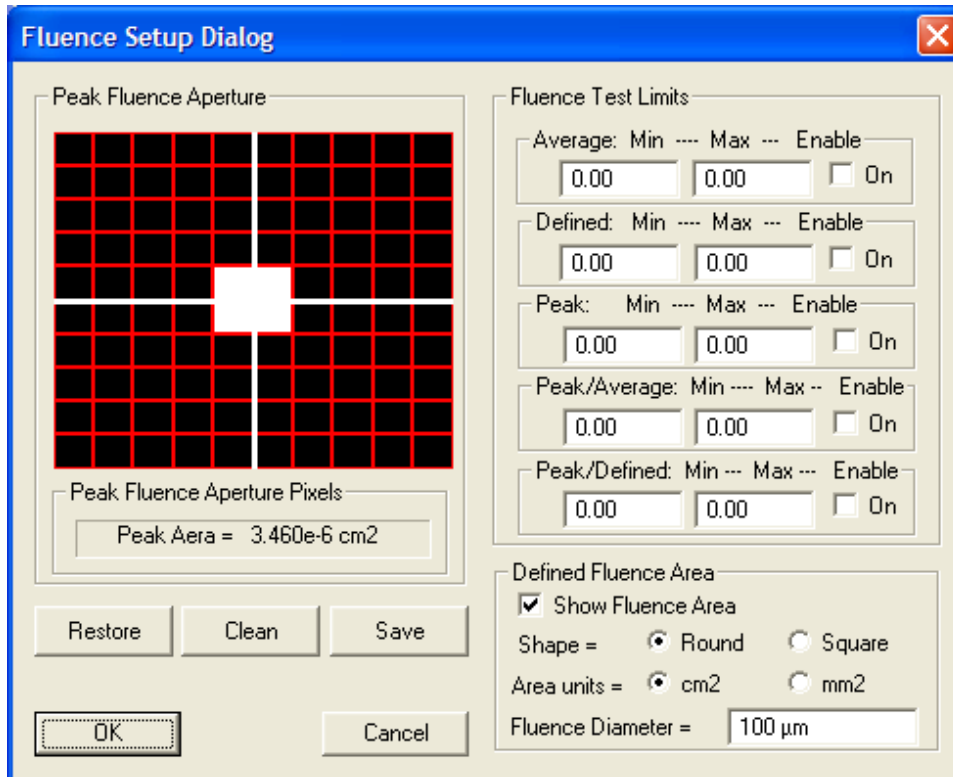 Fluence Setup Dialog
Peak Fluence Aperture
Peak Fluence Aperture Pixels
Peak Aera = 3.460e-6 cm2
Restore Clean Save
OK Cancel
Fluence Test Limits
Average: Min ---- Max --- Enable
0.00 0.00 On
Defined: Min ---- Max --- Enable
0.00 0.00 On
Peak: Min ---- Max --- Enable
0.00 0.00 On
Peak/Average: Min ---- Max -- Enable
0.00 0.00 On
Peak/Defined: Min --- Max --- Enable
0.00 0.00 On
Defined Fluence Area
Show Fluence Area
Shape = Round Square
Area units = cm2 mm2
Fluence Diameter = 100 µm